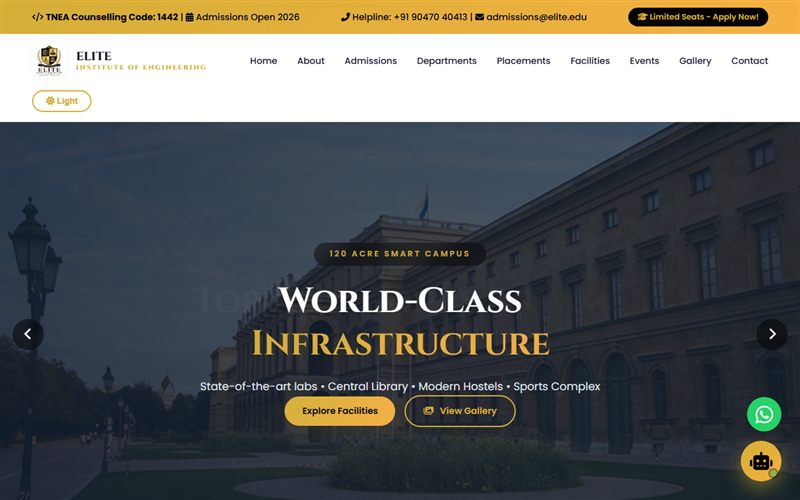 TNEA Counselling Code: 1442 | Admissions Open 2026
Helpline: +91 90470 40413 | admissions@elite.edu
Limited Seats - Apply Now!
ELITE
ELITE
INSTITUTE OF ENGINEERING
Home
About
Admissions
Departments
Placements
Facilities
Events
Gallery
Contact
Light
120 ACRE SMART CAMPUS
World-Class
Infrastructure
State-of-the-art labs • Central Library • Modern Hostels • Sports Complex
Explore Facilities
View Gallery